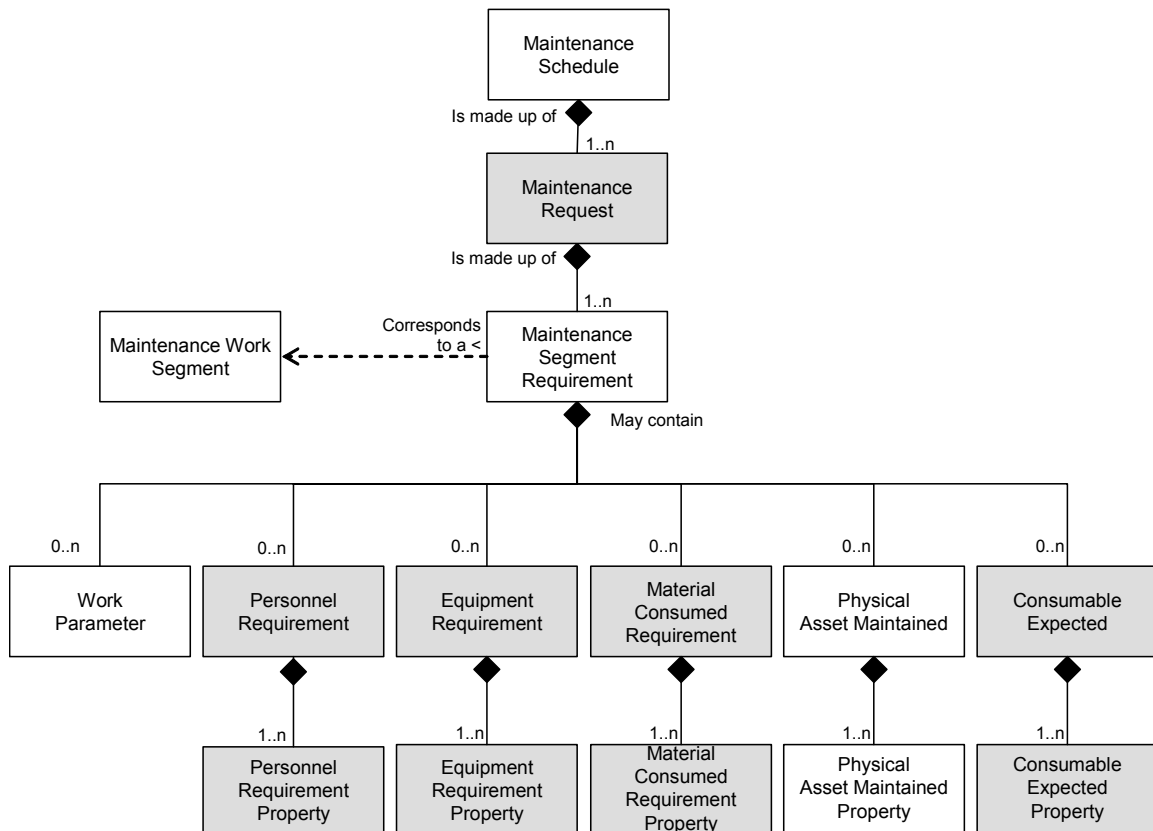 Maintenance
Schedule
Is made up of
1..n
Maintenance
Request
Is made up of
1..n
Corresponds
to a <
Maintenance Work
Segment
Maintenance
Segment
Requirement
May contain
0..n
0..n
0..n
0..n
0..n
0..n
Work
Parameter
Personnel
Requirement
Equipment
Requirement
Material
Consumed
Requirement
Physical
Asset Maintained
Consumable
Expected
1..n
1..n
1..n
1..n
1..n
Personnel
Requirement
Property
Equipment
Requirement
Property
Material
Consumed
Requirement
Property
Physical
Asset Maintained
Property
Consumable
Expected
Property